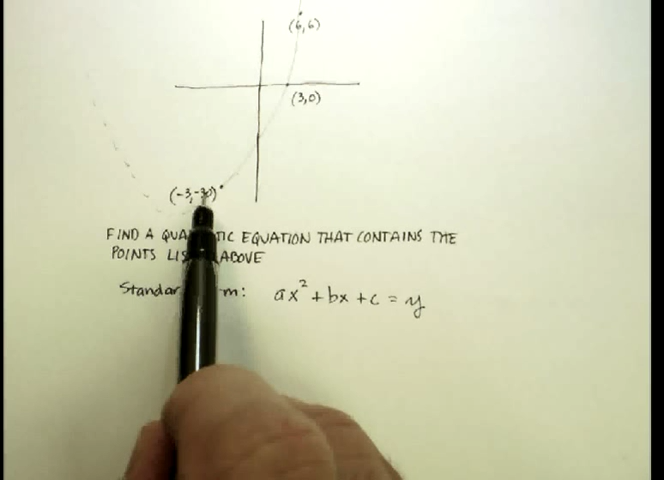 (6,6)
(3,0)
(-3,-30)
FIND A QUA TIC EQUATION THAT CONTAINS THE
POINTS LIS ABOVE
Standar m: ax² + bx + c = y